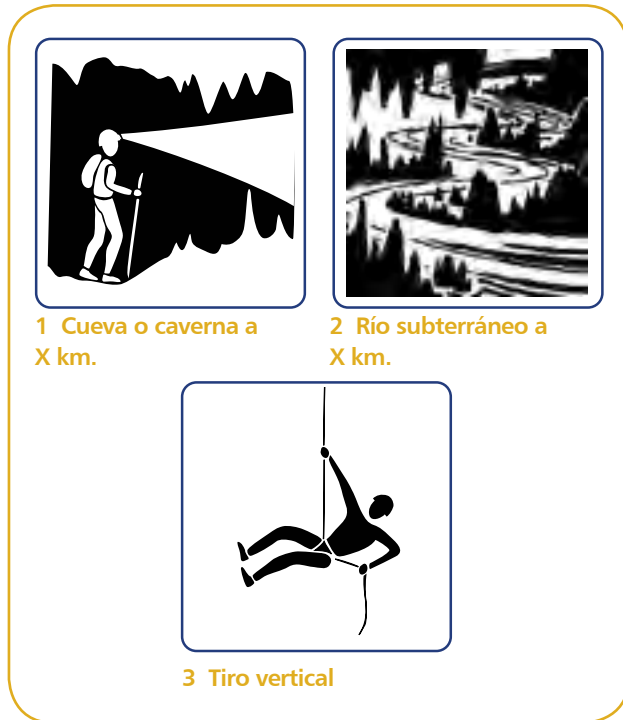 1 Cueva o caverna a
X km.
2 Río subterráneo a
X km.
3 Tiro vertical